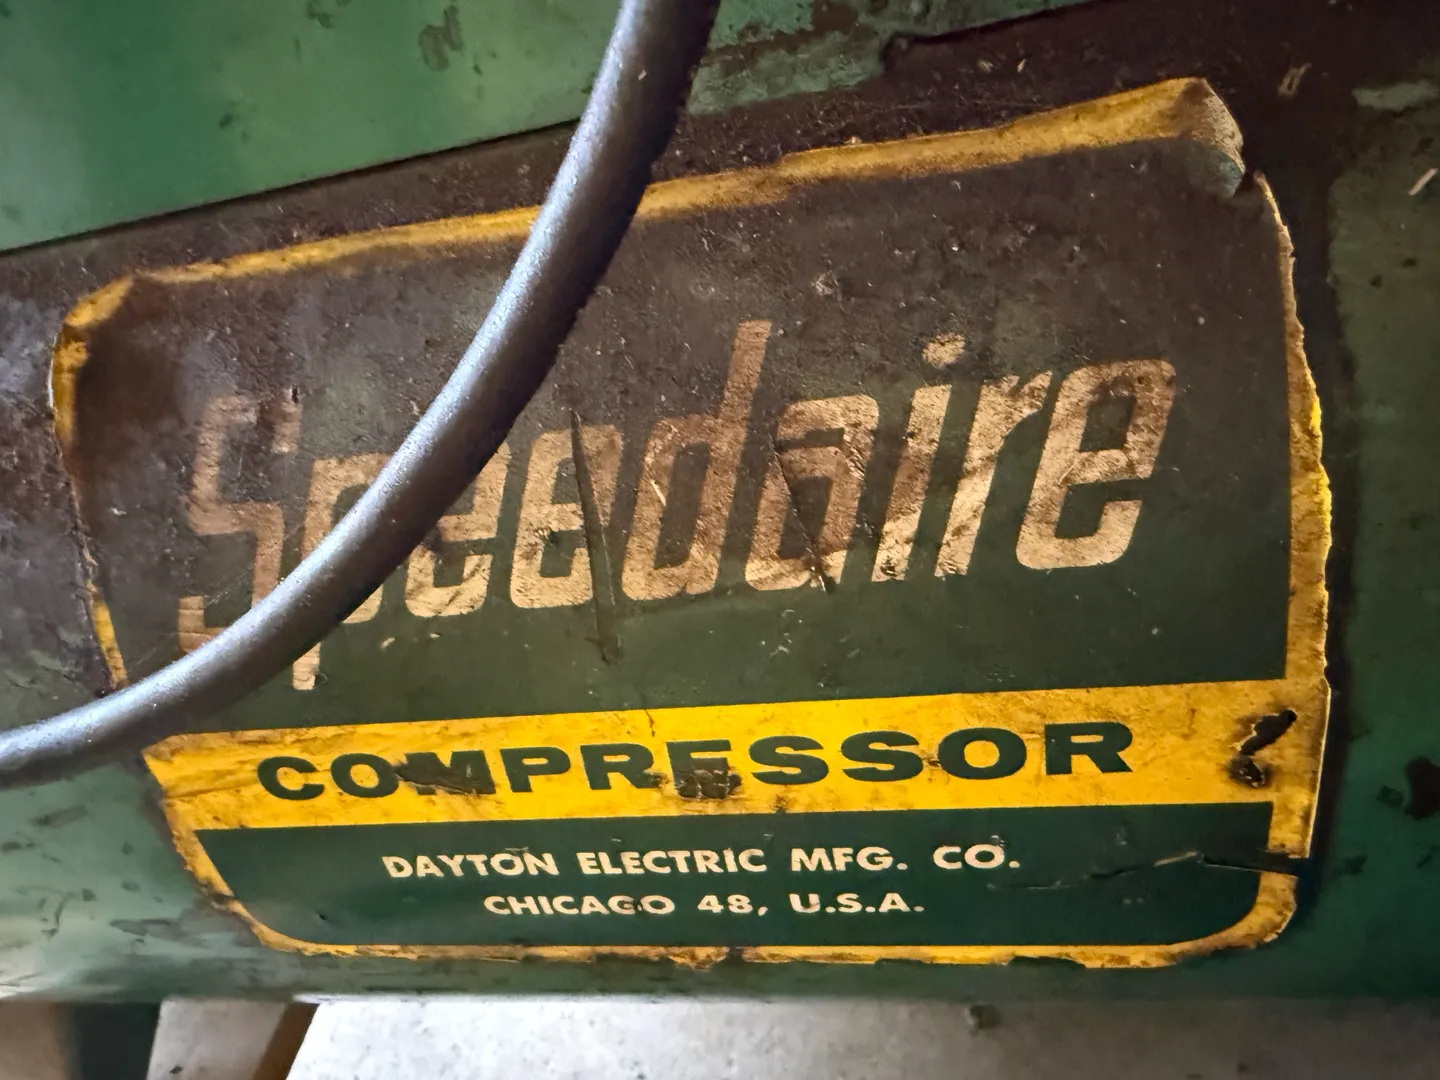 Speedaire
COMPRESSOR
DAYTON ELECTRIC MFG. CO.
CHICAGO 48, U.S.A.